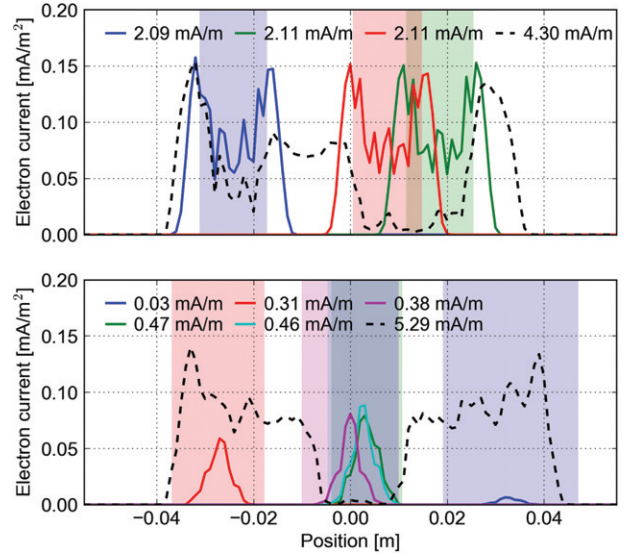 0.20
2.09 mA/m 2.11 mA/m 2.11 mA/m 4.30 mA/m
0.15
0.10
0.05
0.00
Electron current [mA/m²]
0.20
0.03 mA/m 0.31 mA/m 0.38 mA/m
0.47 mA/m 0.46 mA/m 5.29 mA/m
0.15
0.10
0.05
0.00
Electron current [mA/m²]
−0.04 −0.02 0.00 0.02 0.04
Position [m]